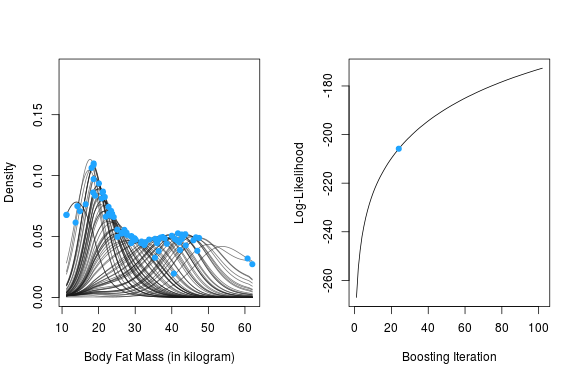 Density
0.15
0.10
0.05
0.00
10 20 30 40 50 60
Body Fat Mass (in kilogram)
Log-Likelihood
-180
-200
-220
-240
-260
0 20 40 60 80 100
Boosting Iteration